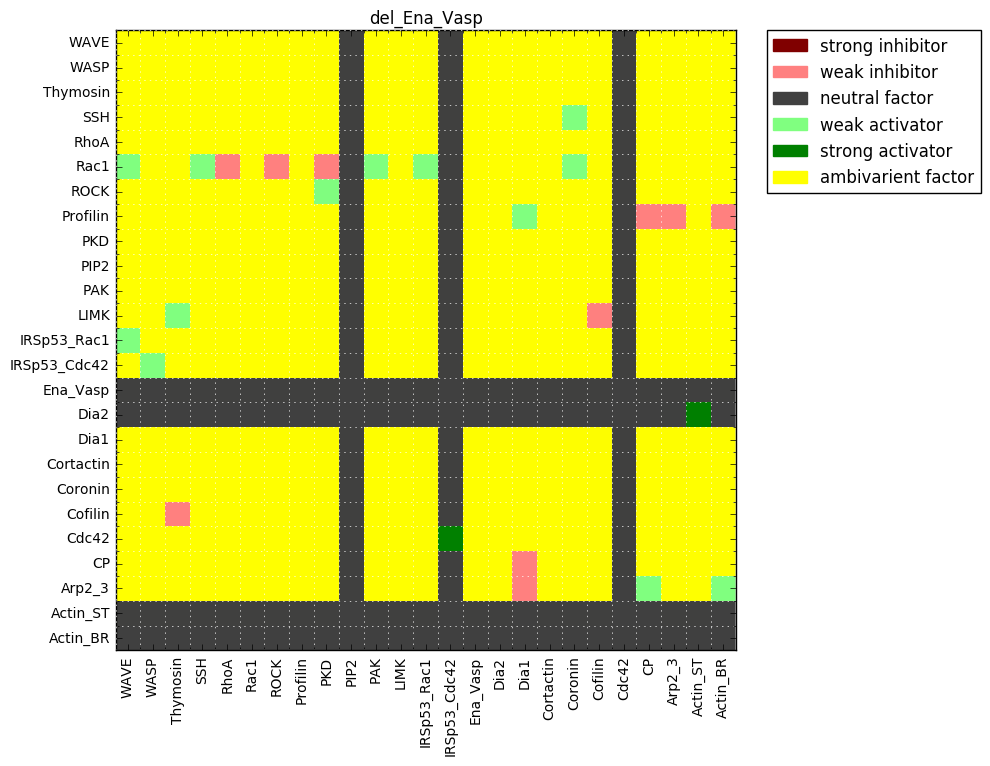 del_Ena_Vasp
WAVE
WASP
Thymosin
SSH
RhoA
Rac1
ROCK
Profilin
PKD
PIP2
PAK
LIMK
IRSp53_Rac1
IRSp53_Cdc42
Ena_Vasp
Dia2
Dia1
Cortactin
Coronin
Cofilin
Cdc42
CP
Arp2_3
Actin_ST
Actin_BR
WAVE
WASP
Thymosin
SSH
RhoA
Rac1
ROCK
Profilin
PKD
PIP2
PAK
LIMK
IRSp53_Rac1
IRSp53_Cdc42
Ena_Vasp
Dia2
Dia1
Cortactin
Coronin
Cofilin
Cdc42
CP
Arp2_3
Actin_ST
Actin_BR
strong inhibitor
weak inhibitor
neutral factor
weak activator
strong activator
ambivarient factor